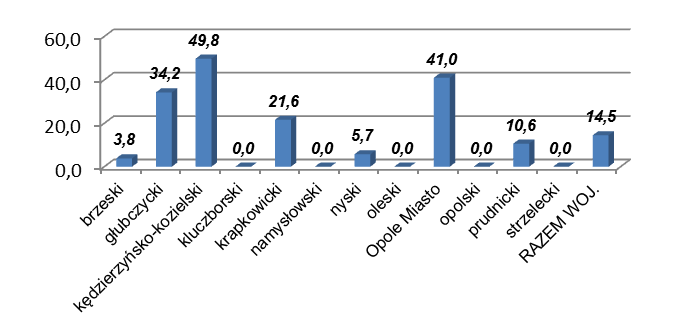 60,0
40,0
20,0
0,0
3,8
34,2
49,8
0,0
21,6
0,0
5,7
0,0
41,0
0,0
10,6
0,0
14,5
brzeski
głubczycki
kędzierzyńsko-kozielski
kluczborski
krapkowicki
namysłowski
nyski
oleski
Opole Miasto
opolski
prudnicki
strzelecki
RAZEM WOJ.